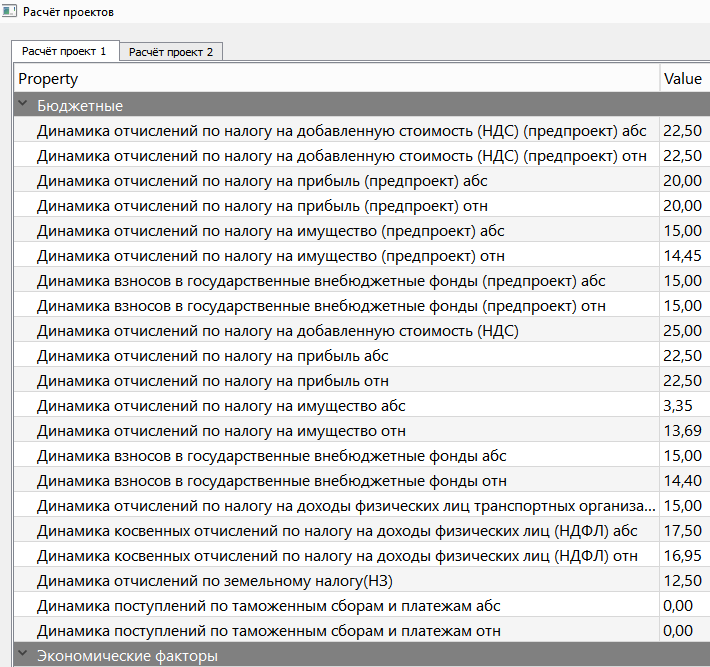 Расчёт проектов
Расчёт проект 1 Расчёт проект 2
Property Value
Бюджетные
Динамика отчислений по налогу на добавленную стоимость (НДС) (предпроект) абс 22,50
Динамика отчислений по налогу на добавленную стоимость (НДС) (предпроект) отн 22,50
Динамика отчислений по налогу на прибыль (предпроект) абс 20,00
Динамика отчислений по налогу на прибыль (предпроект) отн 20,00
Динамика отчислений по налогу на имущество (предпроект) абс 15,00
Динамика отчислений по налогу на имущество (предпроект) отн 14,45
Динамика взносов в государственные внебюджетные фонды (предпроект) абс 15,00
Динамика взносов в государственные внебюджетные фонды (предпроект) отн 15,00
Динамика отчислений по налогу на добавленную стоимость (НДС) 25,00
Динамика отчислений по налогу на прибыль абс 22,50
Динамика отчислений по налогу на прибыль отн 22,50
Динамика отчислений по налогу на имущество абс 3,35
Динамика отчислений по налогу на имущество отн 13,69
Динамика взносов в государственные внебюджетные фонды абс 15,00
Динамика взносов в государственные внебюджетные фонды отн 14,40
Динамика отчислений по налогу на доходы физических лиц транспортных организа... 15,00
Динамика косвенных отчислений по налогу на доходы физических лиц (НДФЛ) абс 17,50
Динамика косвенных отчислений по налогу на доходы физических лиц (НДФЛ) отн 16,95
Динамика отчислений по земельному налогу(НЗ) 12,50
Динамика поступлений по таможенным сборам и платежам абс 0,00
Динамика поступлений по таможенным сборам и платежам отн 0,00
Экономические факторы